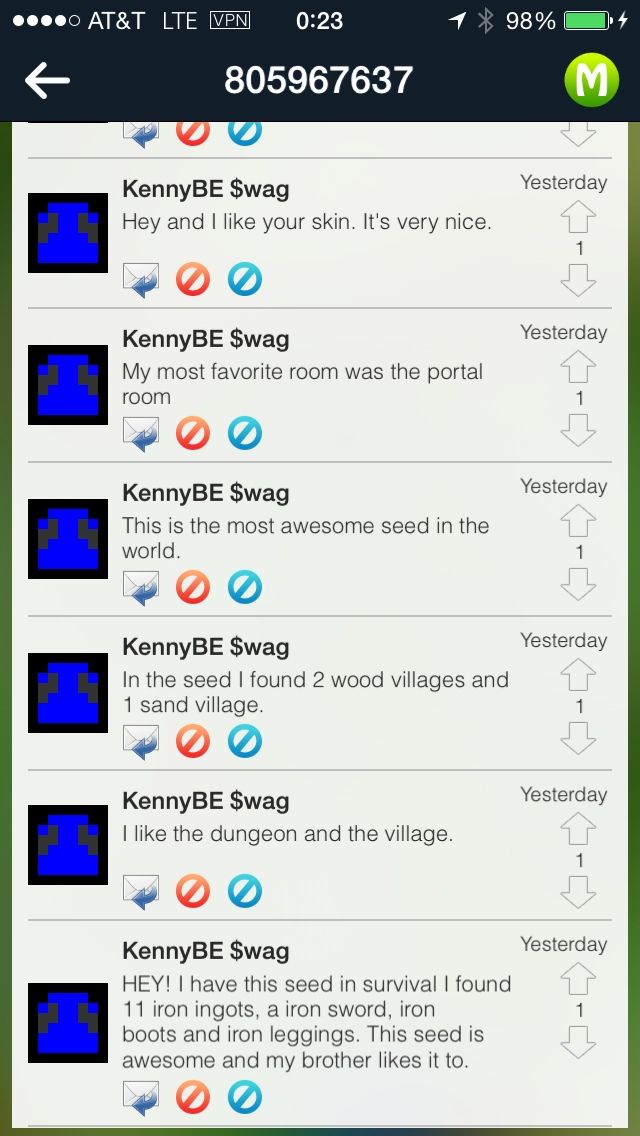 AT&T LTE VPN 0:23 98%
805967637
M
KennyBE $wag Yesterday
Hey and I like your skin. It's very nice.
1
KennyBE $wag Yesterday
My most favorite room was the portal
room
1
KennyBE $wag Yesterday
This is the most awesome seed in the
world.
1
KennyBE $wag Yesterday
In the seed I found 2 wood villages and
1 sand village.
1
KennyBE $wag Yesterday
I like the dungeon and the village.
1
KennyBE $wag Yesterday
HEY! I have this seed in survival I found
11 iron ingots, a iron sword, iron
boots and iron leggings. This seed is
awesome and my brother likes it to.
1